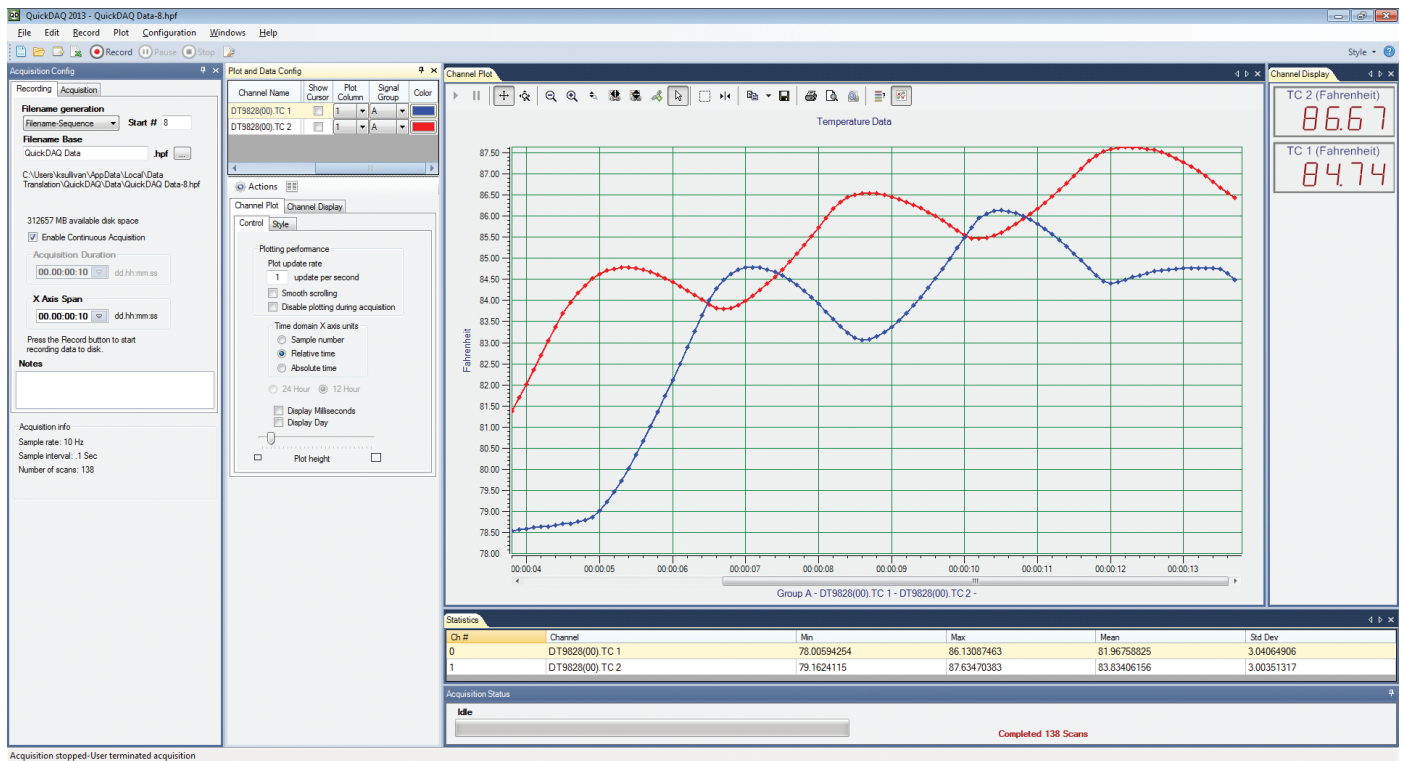 QuickDAQ 2013 - QuickDAQ Data-8.hpf
File Edit Record Plot Configuration Windows Help
Record Pause Stop Style
Acquisition Config
Recording Acquisition
Filename generation
Filename-Sequence Start # 8
Filename Base
QuickDAQ Data .hpf ...
C:\Users\ksullivan\AppData\Local\Data
Translation\QuickDAQ\Data\QuickDAQ Data-8.hpf
312657 MB available disk space
Enable Continuous Acquisition
Acquisition Duration
00.00:00:10 dd.hh:mm:ss
X Axis Span
00.00:00:10 dd.hh:mm:ss
Press the Record button to start
recording data to disk.
Notes
Acquisition info
Sample rate: 10 Hz
Sample interval: .1 Sec
Number of scans: 138
Plot and Data Config
Channel Name Show Cursor Plot Column Signal Group Color
DT9828(00).TC 1 1 A
DT9828(00).TC 2 1 A
Actions
Channel Plot Channel Display
Control Style
Plotting performance
Plot update rate
1 update per second
Smooth scrolling
Disable plotting during acquisition
Time domain X axis units
Sample number
Relative time
Absolute time
24 Hour 12 Hour
Display Milliseconds
Display Day
Plot height
Channel Plot
Temperature Data
Fahrenheit
87.50
87.00
86.50
86.00
85.50
85.00
84.50
84.00
83.50
83.00
82.50
82.00
81.50
81.00
80.50
80.00
79.50
79.00
78.50
78.00
00:00:04 00:00:05 00:00:06 00:00:07 00:00:08 00:00:09 00:00:10 00:00:11 00:00:12 00:00:13
Group A - DT9828(00).TC 1 - DT9828(00).TC 2 -
Channel Display
TC 2 (Fahrenheit)
86.67
TC 1 (Fahrenheit)
84.74
Statistics
Ch # Channel Min Max Mean Std Dev
0 DT9828(00).TC 1 78.00594254 86.13087463 81.96758825 3.04064906
1 DT9828(00).TC 2 79.1624115 87.63470383 83.83406156 3.00351317
Acquisition Status
Idle
Completed 138 Scans
Acquisition stopped-User terminated acquisition